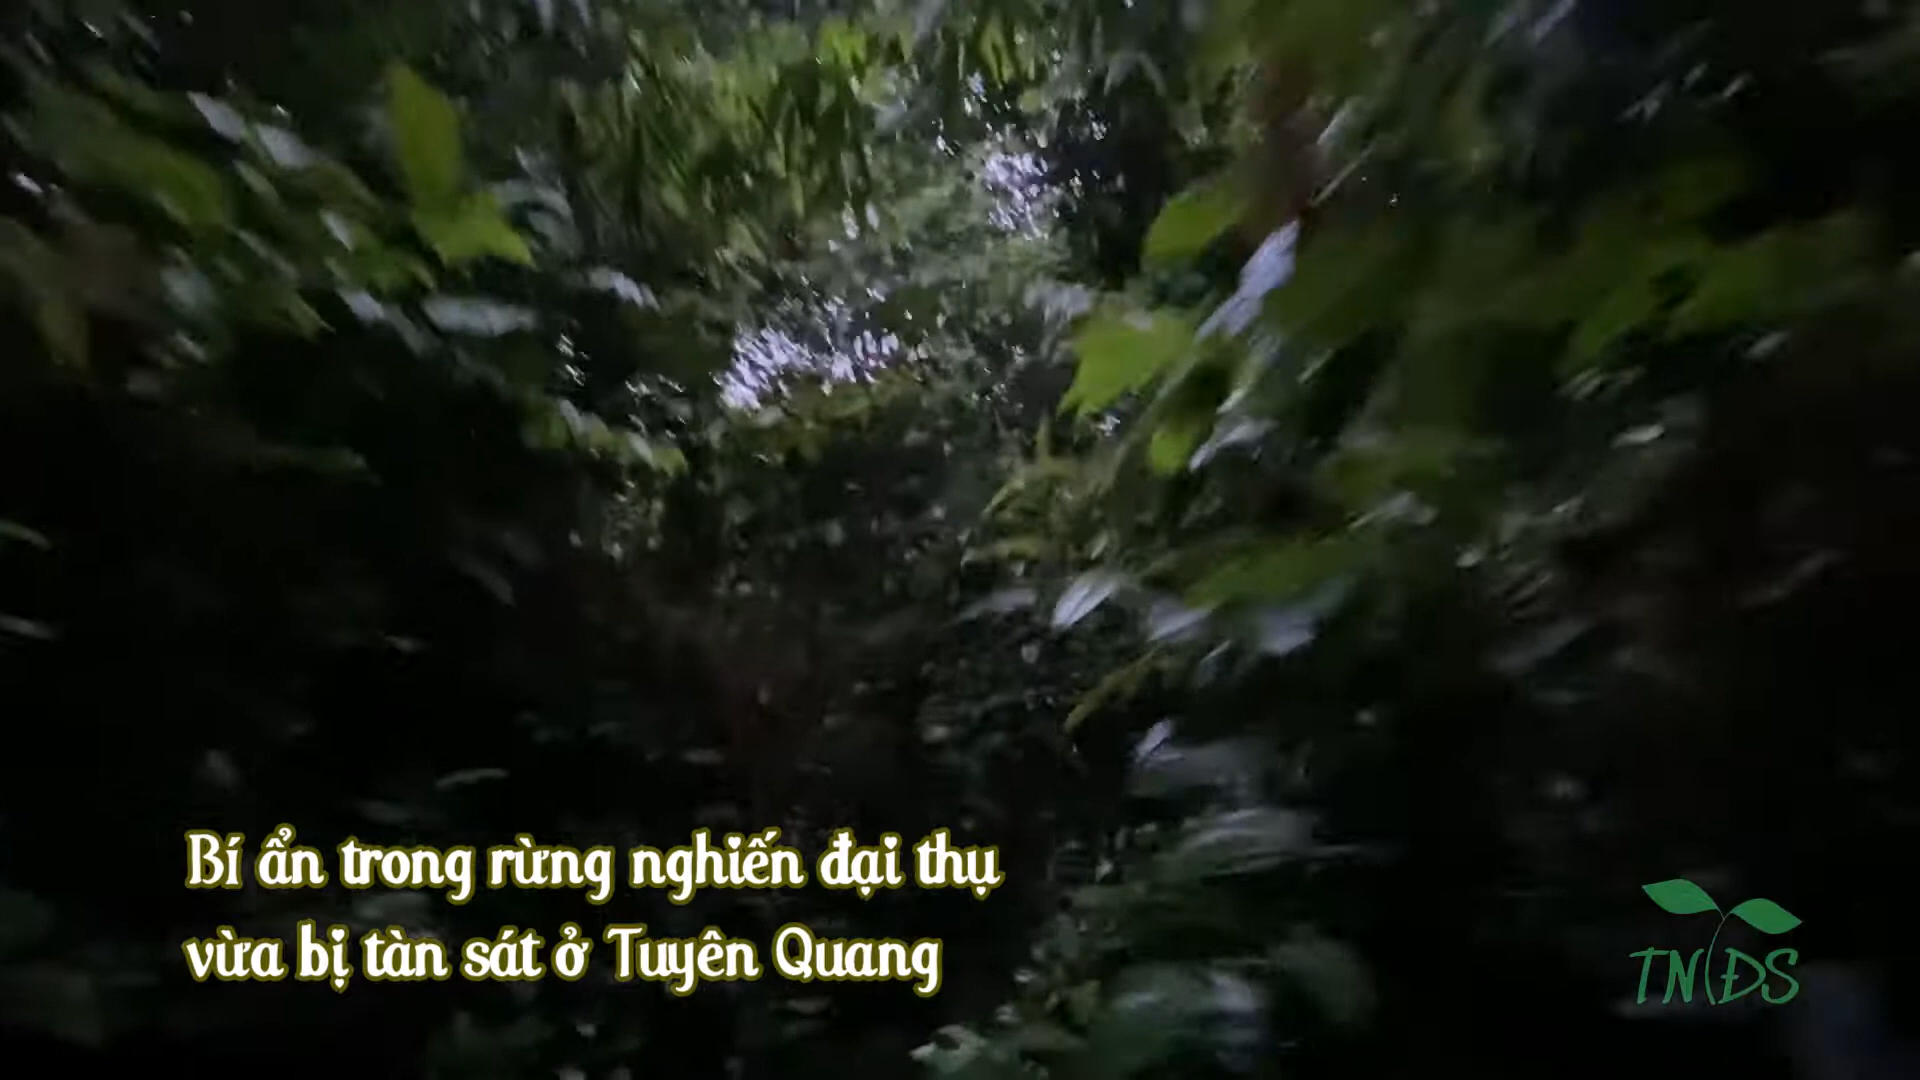 Bí ẩn trong rừng nghiến đại thụ
vừa bị tàn sát ở Tuyên Quang
TNĐS